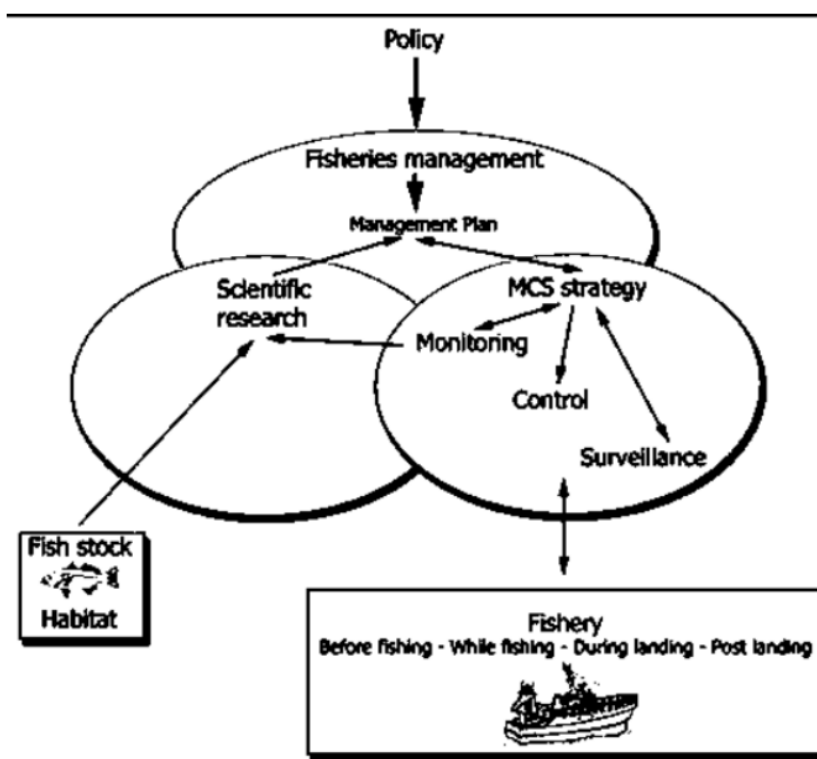 Policy
Fisheries management
Management Plan
Scientific
research
MCS strategy
Monitoring
Control
Surveillance
Fish stock
Habitat
Fishery
Before fishing - While fishing - During landing - Post landing